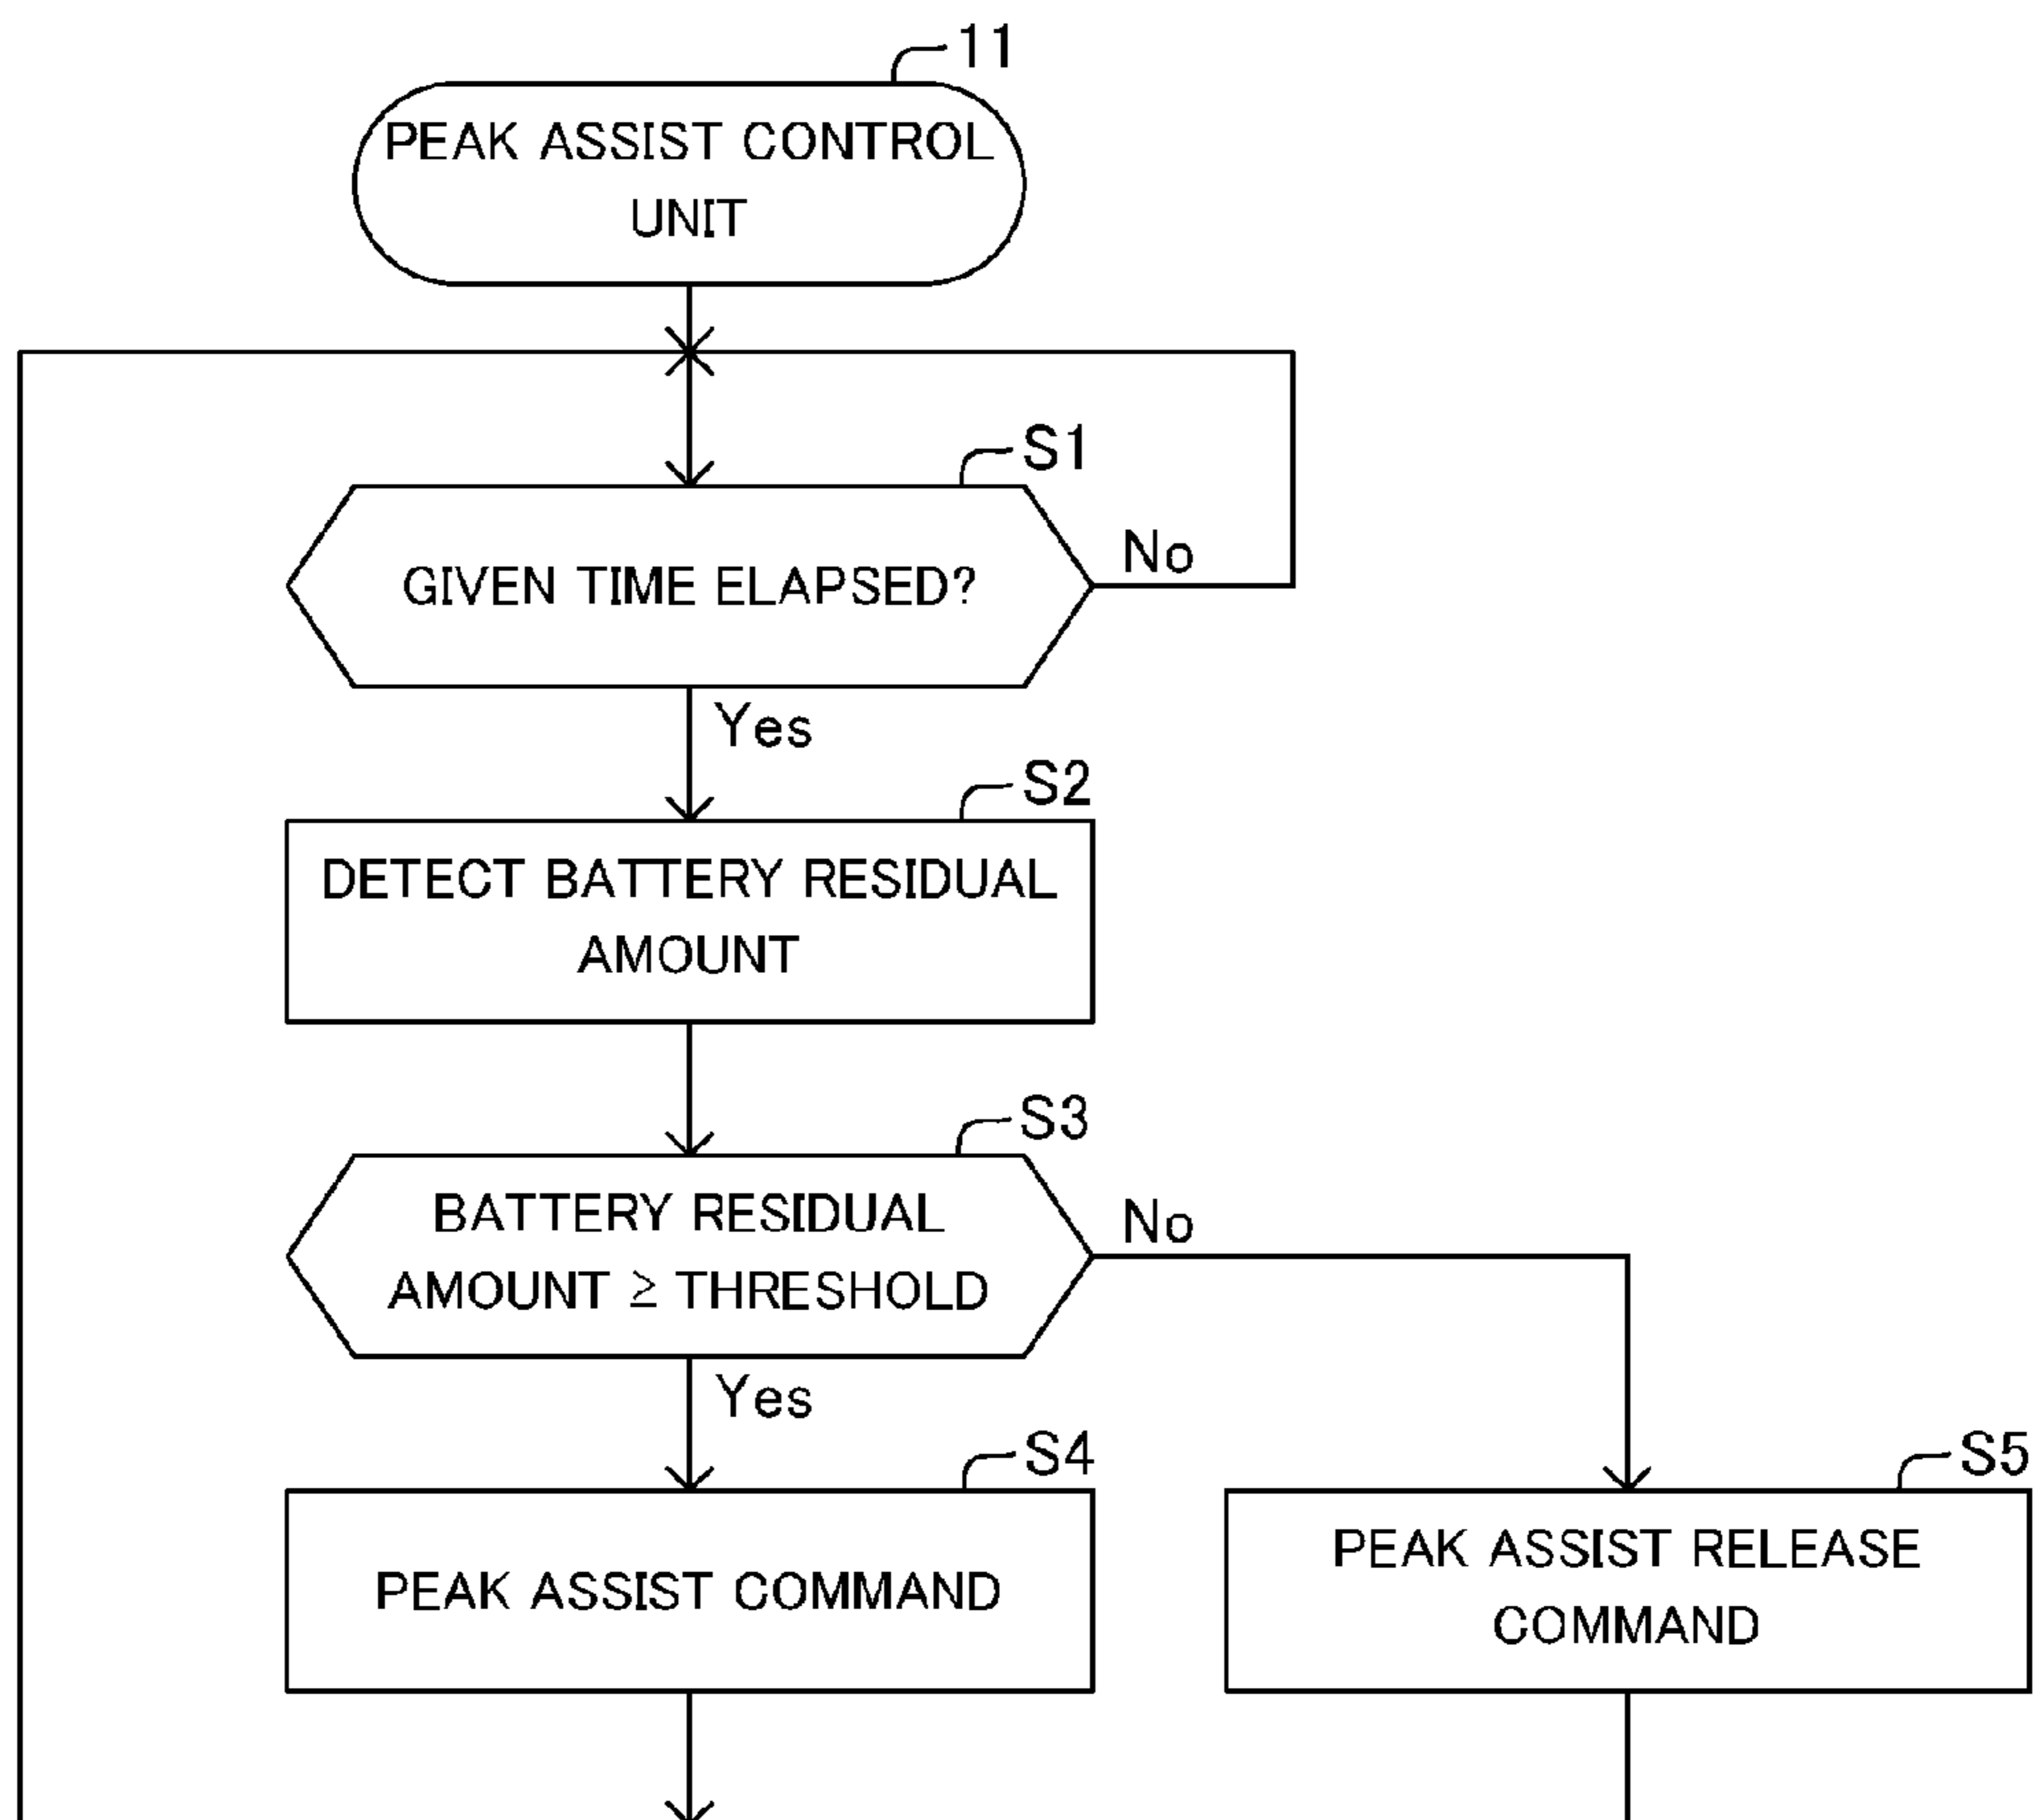 11
PEAK ASSIST CONTROL
UNIT
S1
GIVEN TIME ELAPSED?
No
Yes
S2
DETECT BATTERY RESIDUAL
AMOUNT
S3
BATTERY RESIDUAL
AMOUNT ≥ THRESHOLD
No
Yes
S4
PEAK ASSIST COMMAND
S5
PEAK ASSIST RELEASE
COMMAND